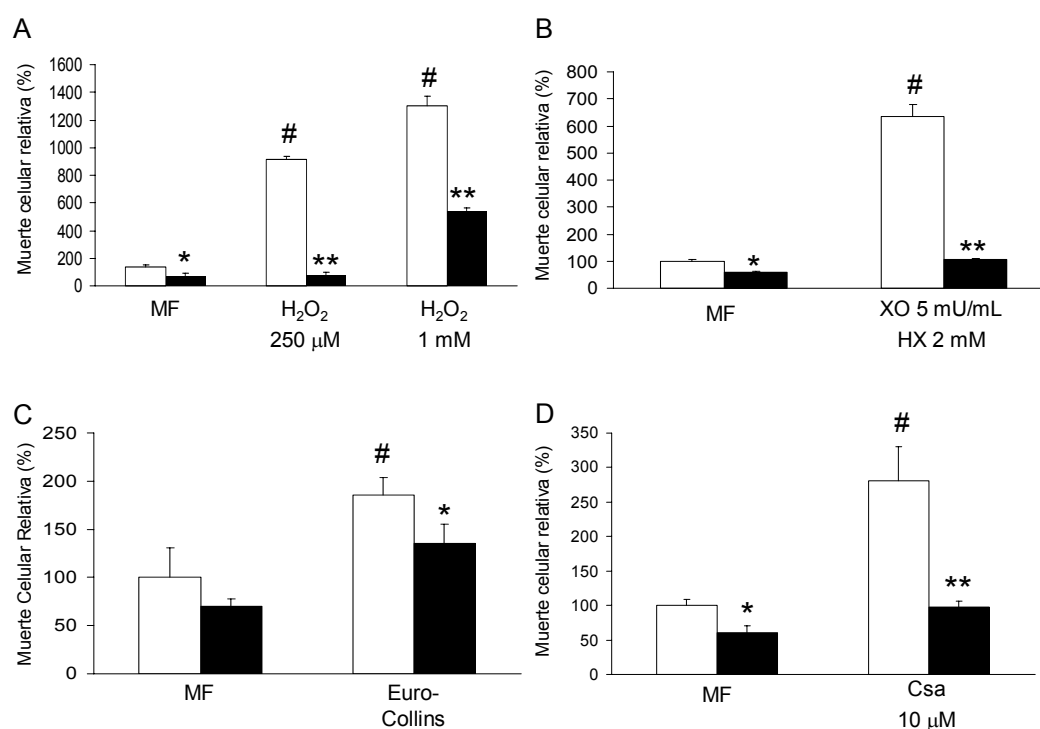 A
Muerte celular relativa (%)
1600
1400
1200
1000
800
600
400
200
0
#
#
*
**
**
MF
H₂O₂
250 μM
H₂O₂
1 mM
B
Muerte celular relativa (%)
800
700
600
500
400
300
200
100
0
#
*
**
MF
XO 5 mU/mL
HX 2 mM
C
Muerte Celular Relativa (%)
250
200
150
100
50
0
#
*
MF
Euro-
Collins
D
Muerte celular relativa (%)
350
300
250
200
150
100
50
0
#
*
**
MF
Csa
10 μM